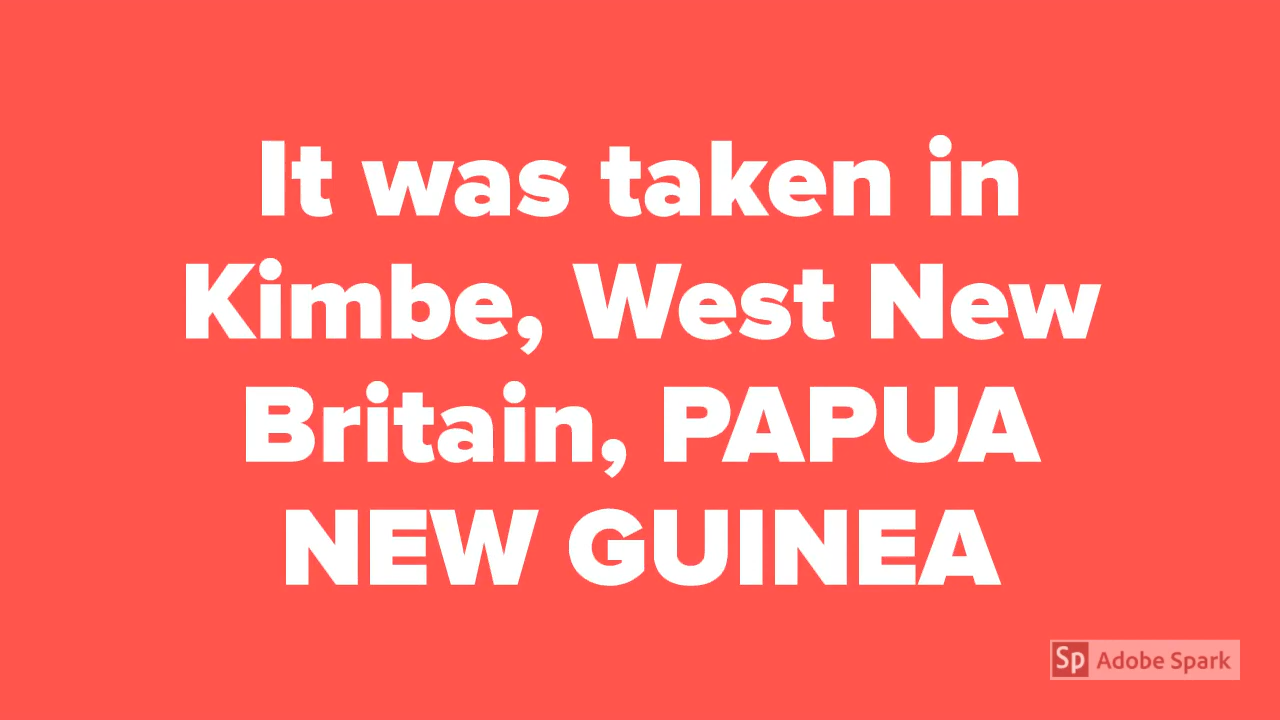 It was taken in
Kimbe, West New
Britain, PAPUA
NEW GUINEA
Sp Adobe Spark